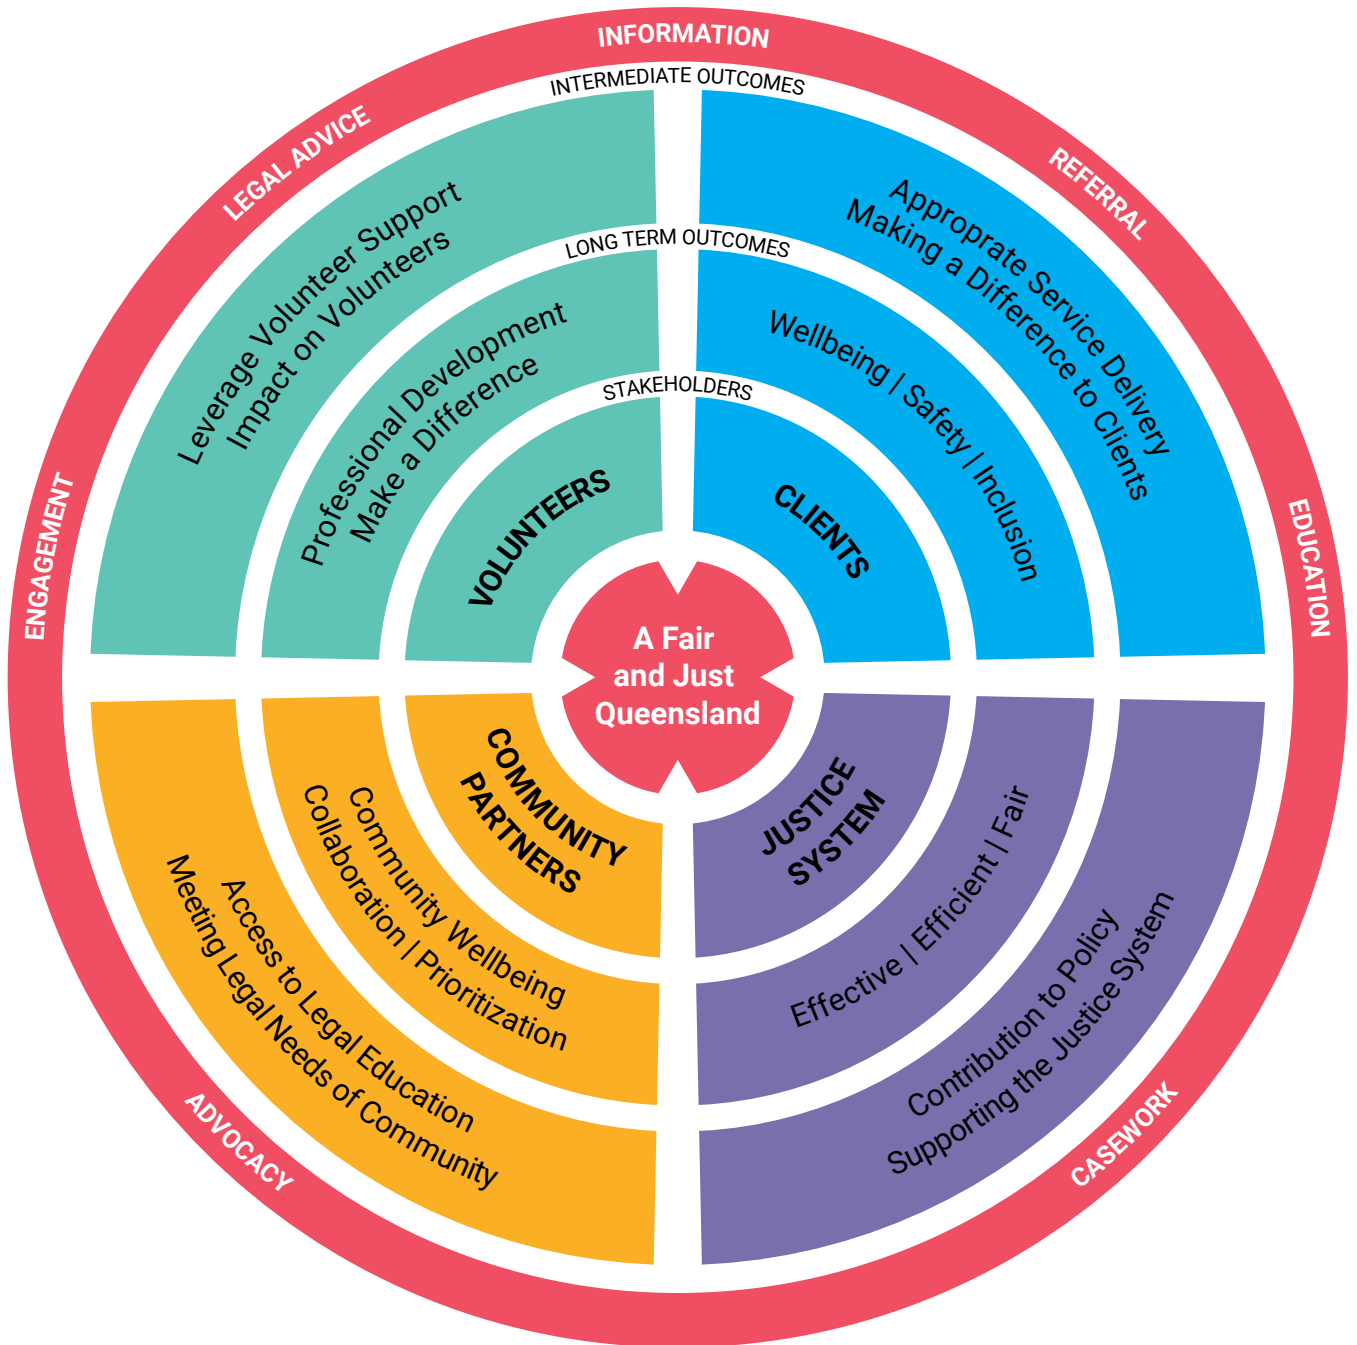 INFORMATION
LEGAL ADVICE
REFERRAL
ENGAGEMENT
EDUCATION
ADVOCACY
CASEWORK
INTERMEDIATE OUTCOMES
Leverage Volunteer Support
Impact on Volunteers
Approprate Service Delivery
Making a Difference to Clients
LONG TERM OUTCOMES
Professional Development
Make a Difference
Wellbeing | Safety | Inclusion
STAKEHOLDERS
VOLUNTEERS
CLIENTS
A Fair
and Just
Queensland
COMMUNITY
PARTNERS
JUSTICE
SYSTEM
Community Wellbeing
Collaboration | Prioritization
Effective | Efficient | Fair
Access to Legal Education
Meeting Legal Needs of Community
Contribution to Policy
Supporting the Justice System